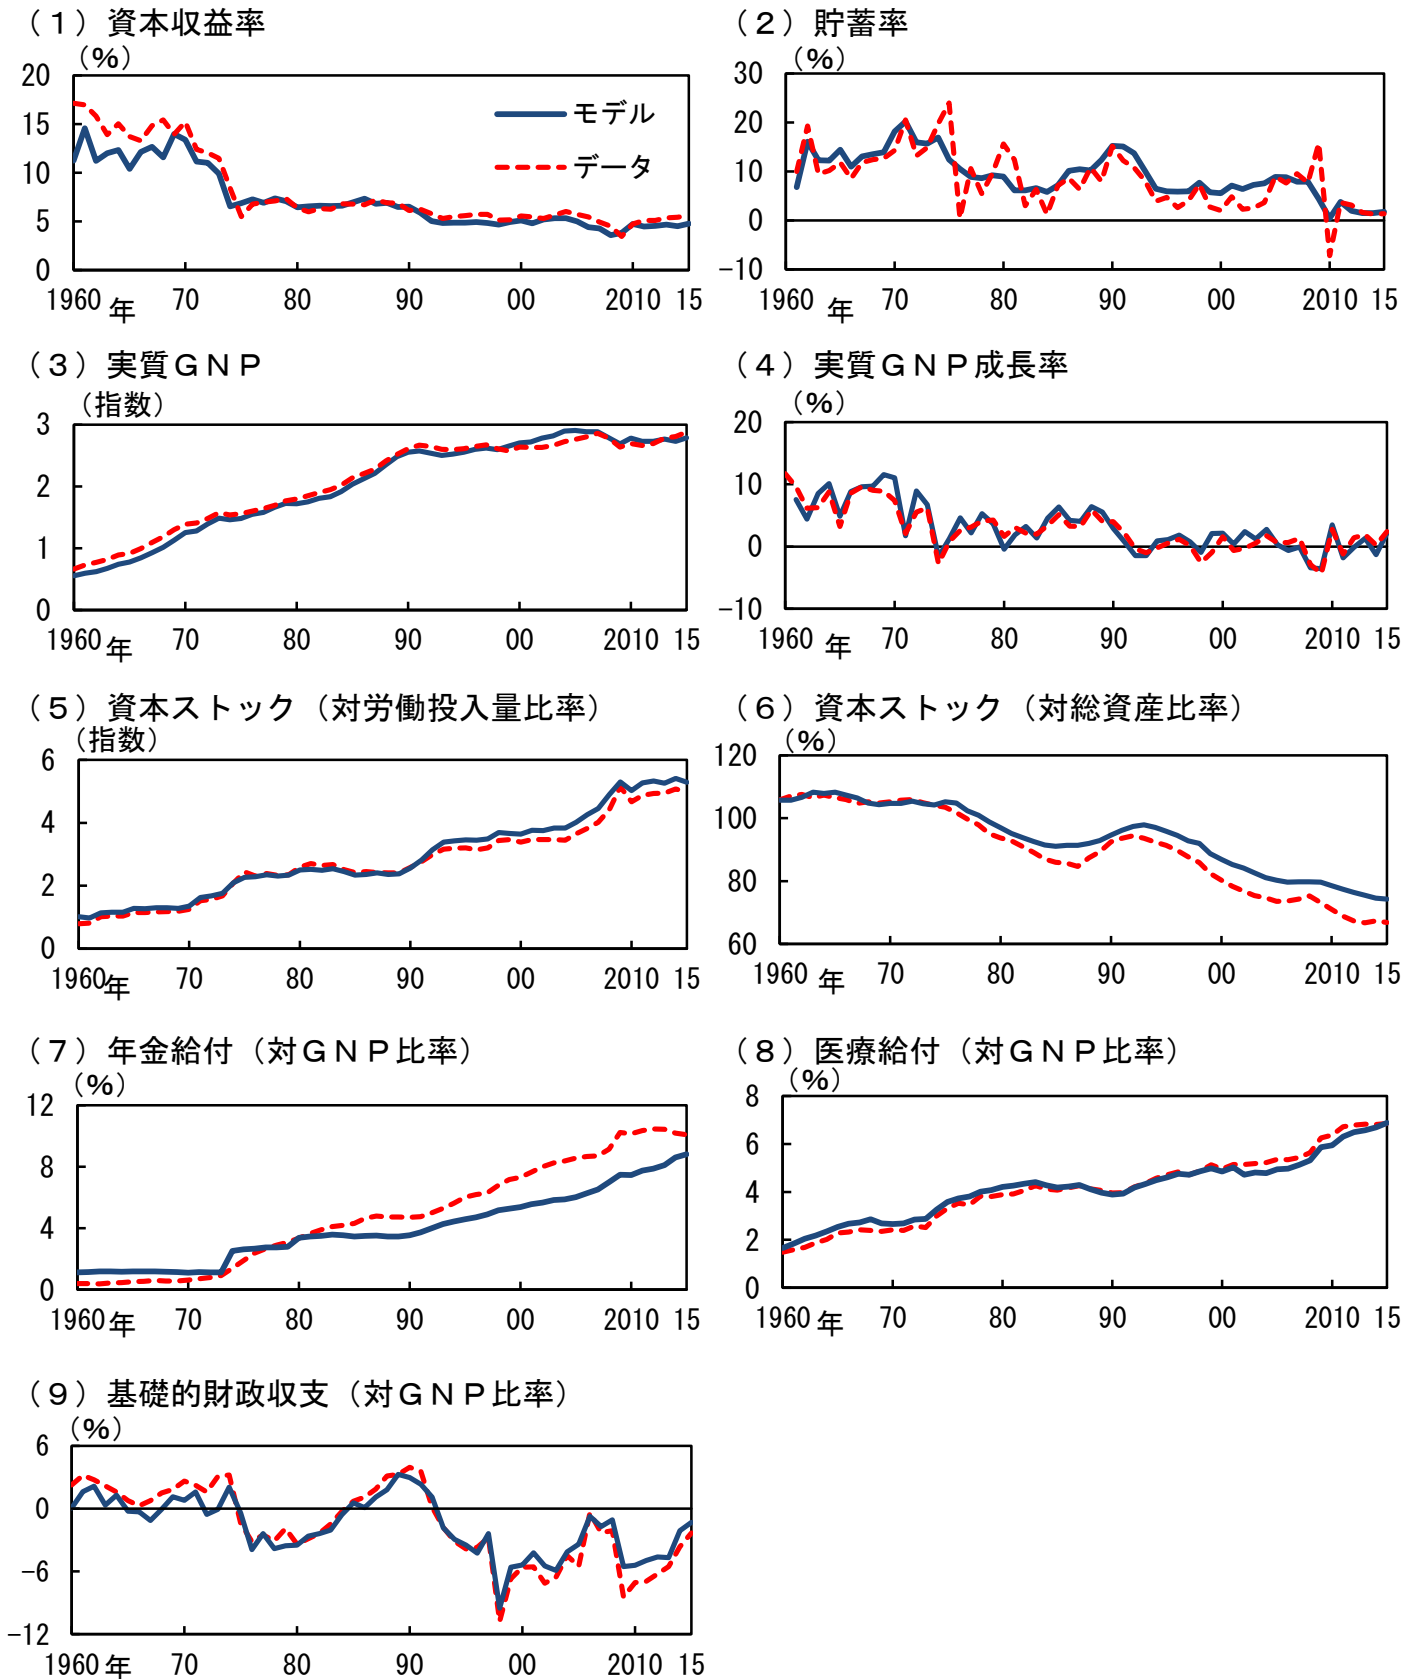 （１）資本収益率
（%）
20
15
10
5
0
モデル
データ
1960 年 70 80 90 00 2010 15
（２）貯蓄率
（%）
30
20
10
0
−10
1960 年 70 80 90 00 2010 15
（３）実質ＧＮＰ
（指数）
3
2
1
0
1960 年 70 80 90 00 2010 15
（４）実質ＧＮＰ成長率
（%）
20
10
0
−10
1960 年 70 80 90 00 2010 15
（５）資本ストック（対労働投入量比率）
（指数）
6
4
2
0
1960年 70 80 90 00 2010 15
（６）資本ストック（対総資産比率）
（%）
120
100
80
60
1960 年 70 80 90 00 2010 15
（７）年金給付（対ＧＮＰ比率）
（%）
12
8
4
0
1960 年 70 80 90 00 2010 15
（８）医療給付（対ＧＮＰ比率）
（%）
8
6
4
2
0
1960 年 70 80 90 00 2010 15
（９）基礎的財政収支（対ＧＮＰ比率）
（%）
6
0
−6
−12
1960 年 70 80 90 00 2010 15